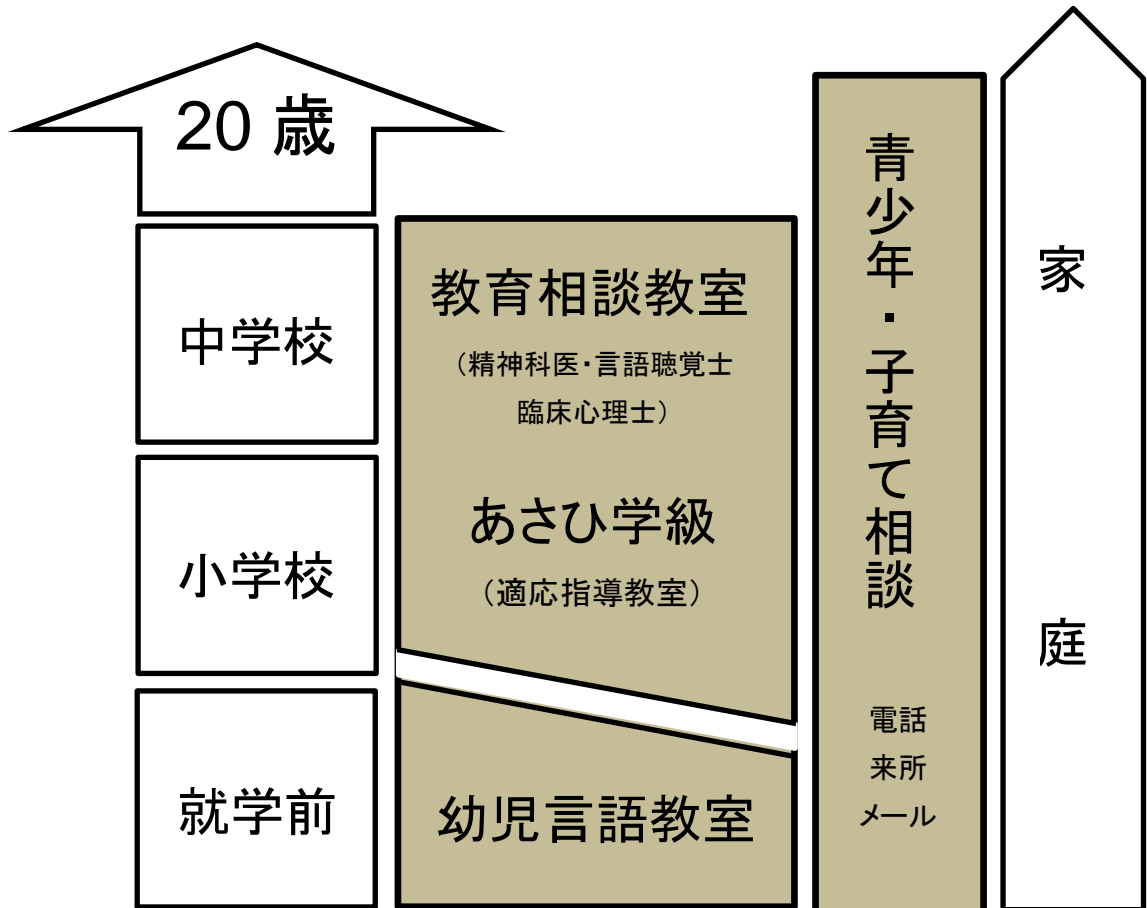 20 歳
中学校
小学校
就学前
教育相談教室
（精神科医・言語聴覚士
臨床心理士）
あさひ学級
（適応指導教室）
幼児言語教室
青少年・子育て相談
電話
来所
メール
家庭